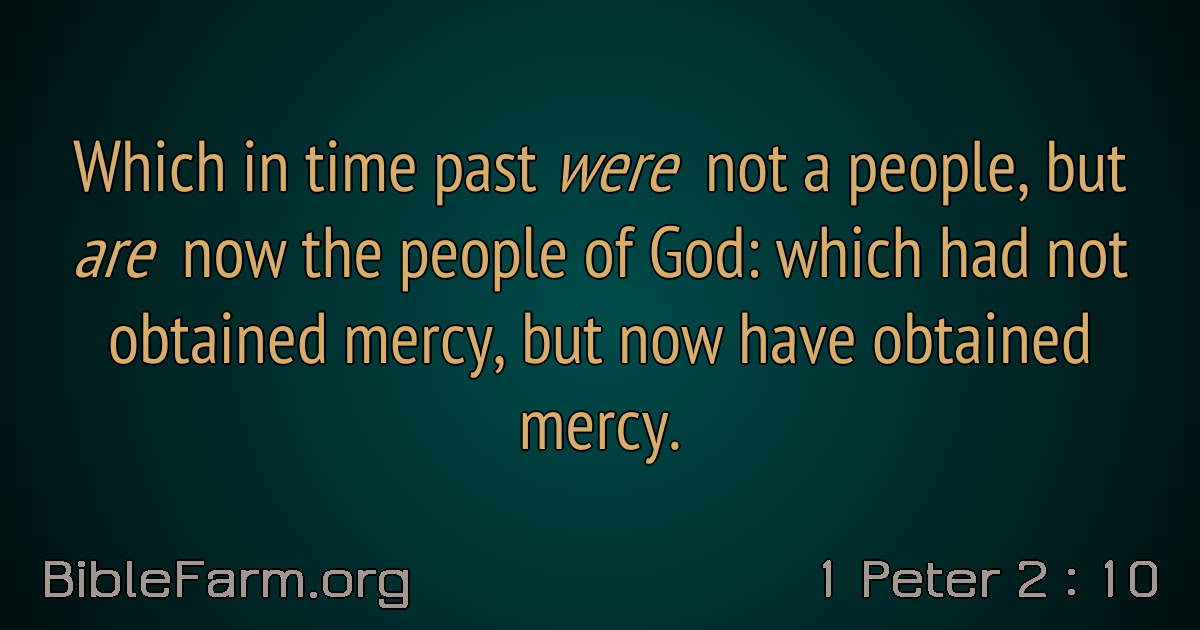 Which in time past were not a people, but
are now the people of God: which had not
obtained mercy, but now have obtained
mercy.
BibleFarm.org
1 Peter 2 : 10